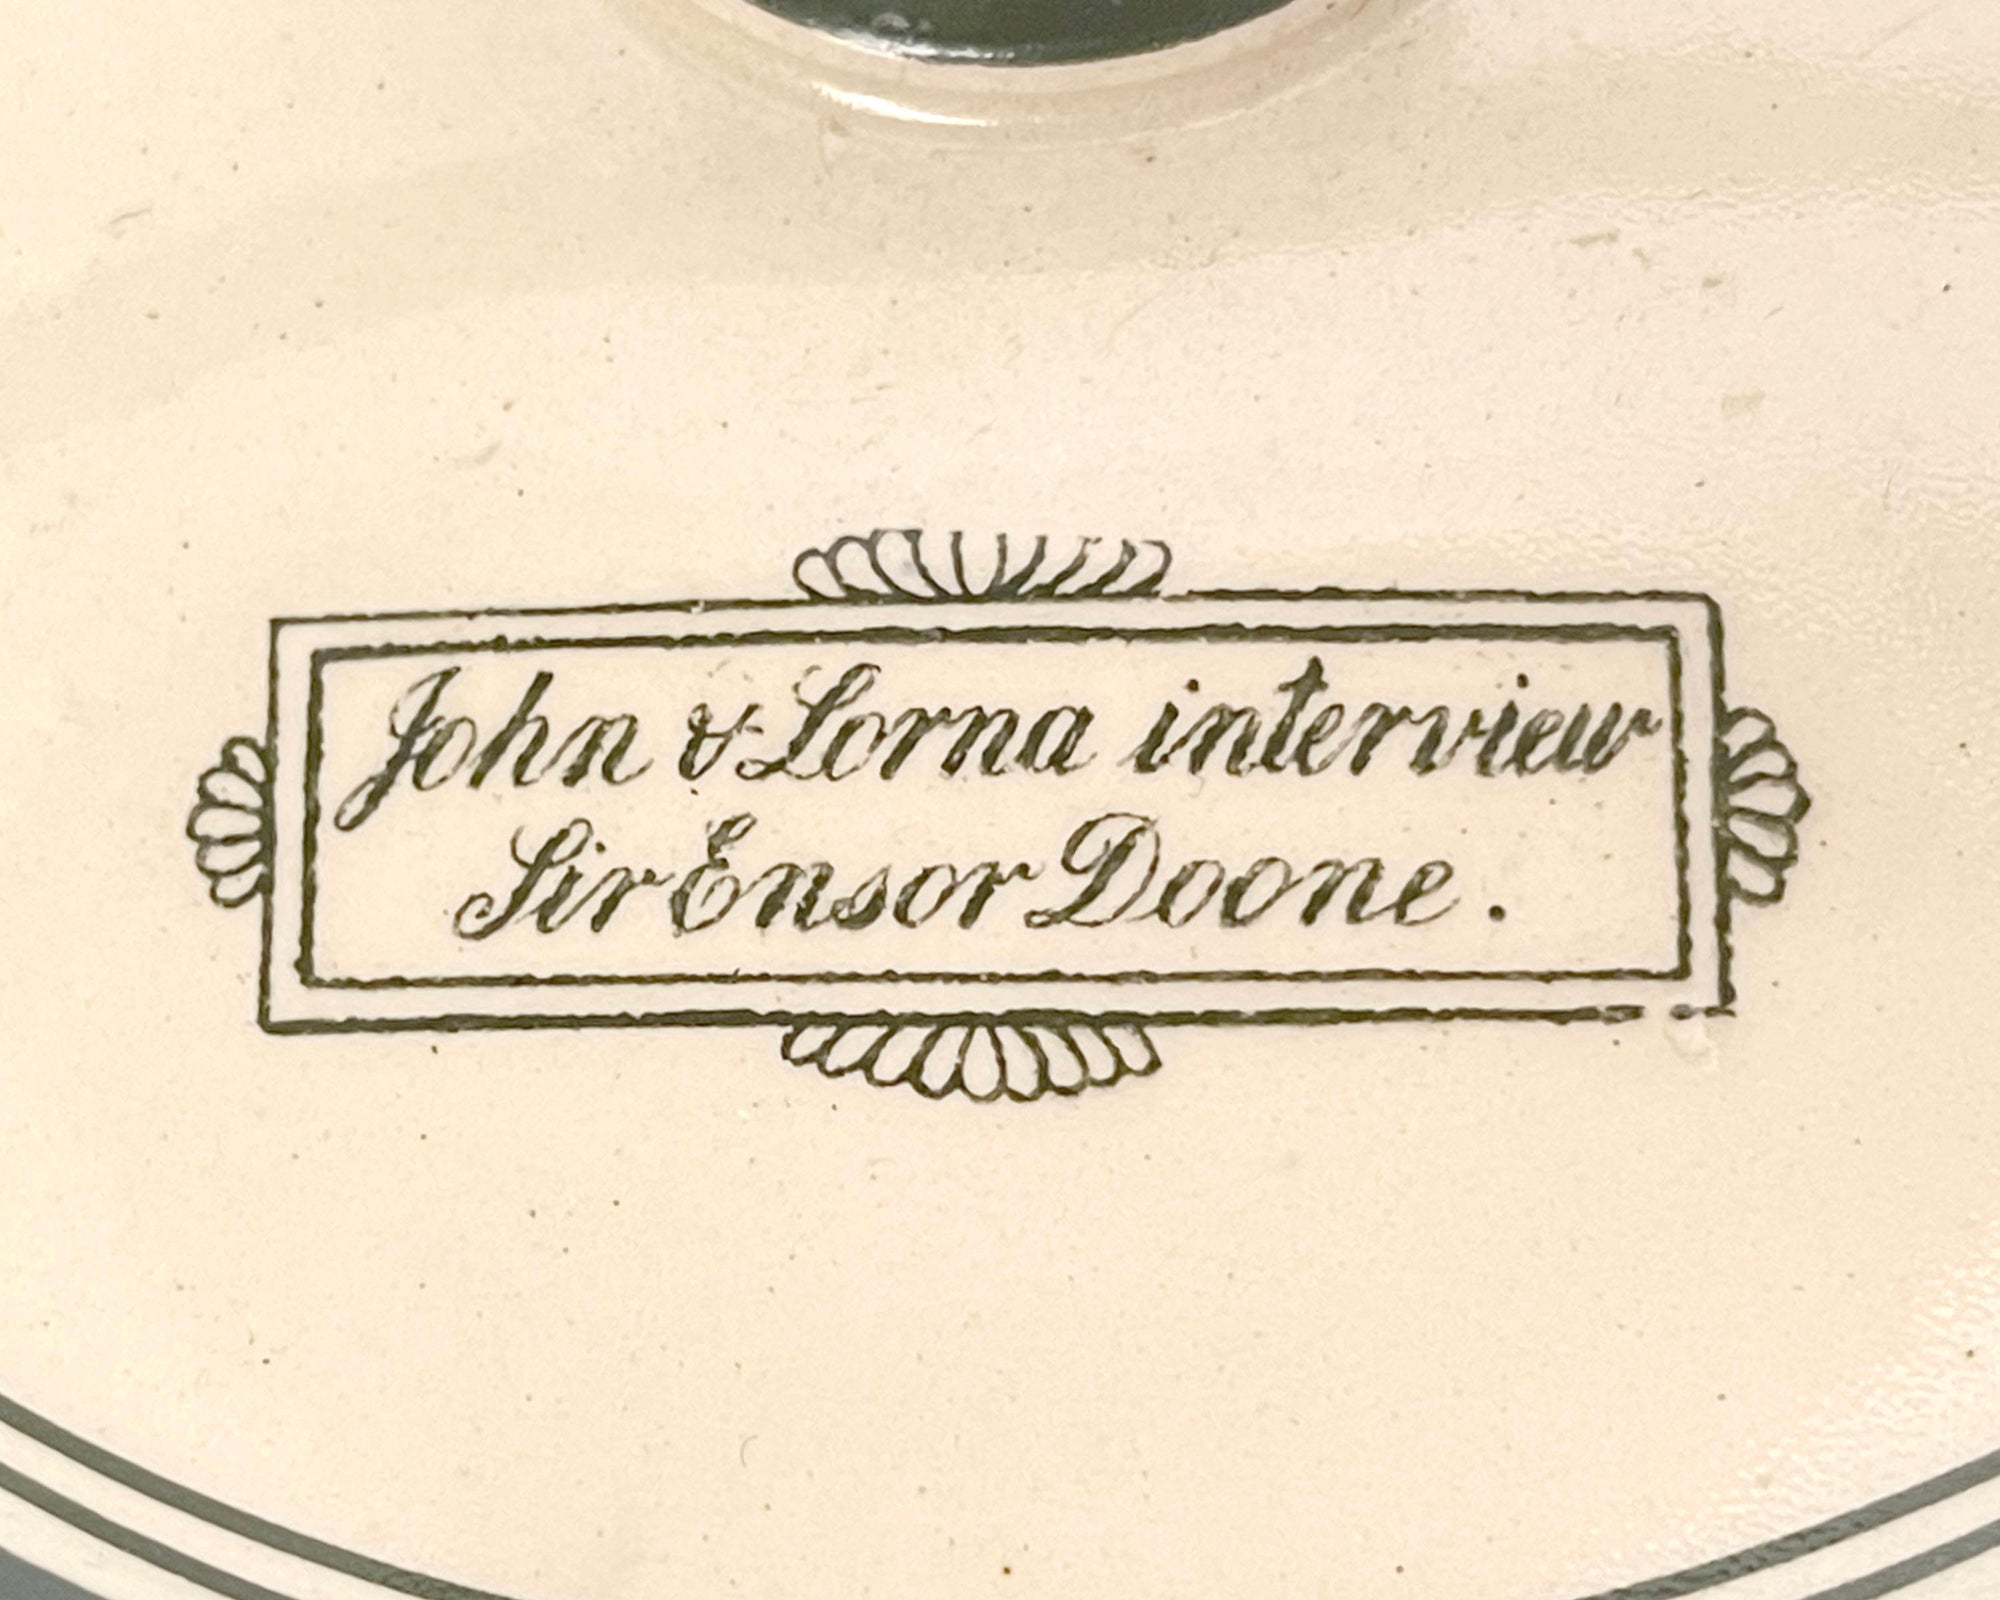 John & Lorna interview
Sir Ensor Doone.